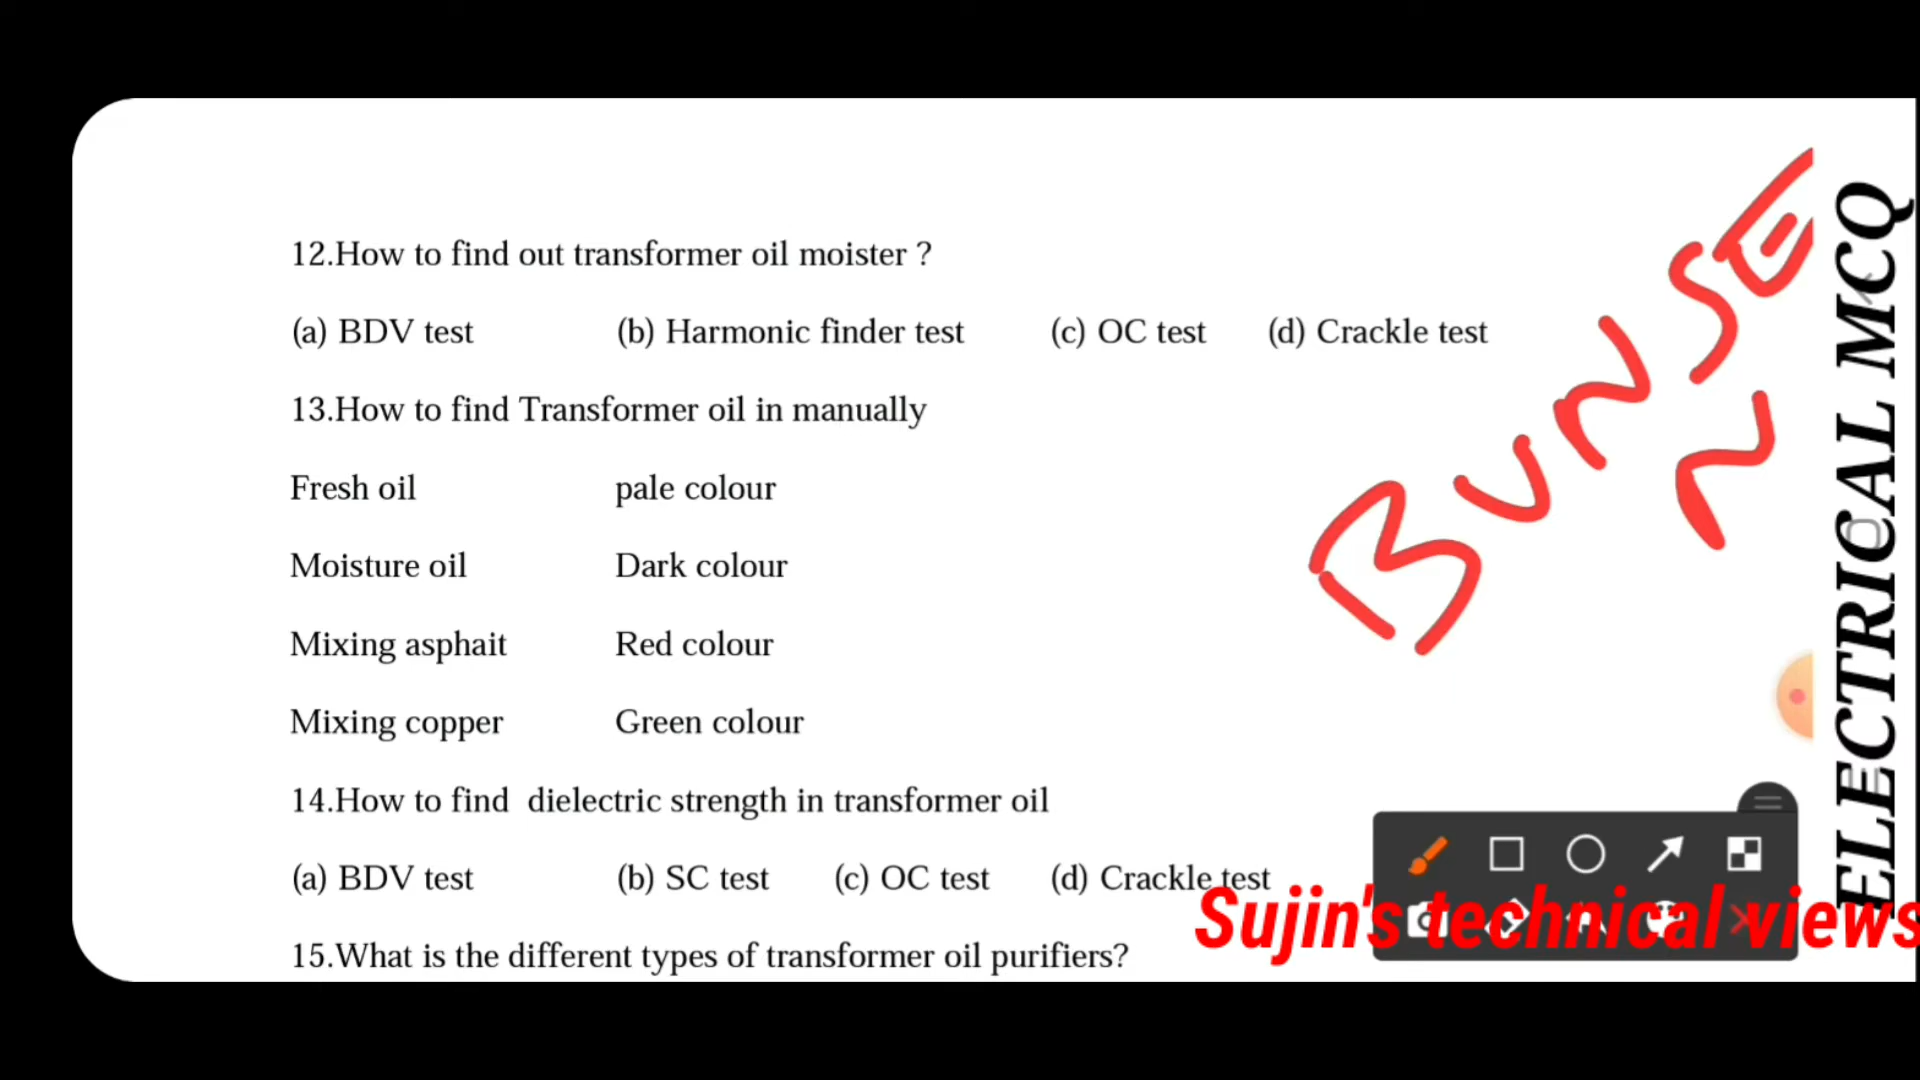 12.How to find out transformer oil moister ?
(a) BDV test (b) Harmonic finder test (c) OC test (d) Crackle test
13.How to find Transformer oil in manually
Fresh oil pale colour
Moisture oil Dark colour
Mixing asphait Red colour
Mixing copper Green colour
14.How to find dielectric strength in transformer oil
(a) BDV test (b) SC test (c) OC test (d) Crackle test
15.What is the different types of transformer oil purifiers?
BUNSE
N
ELECTRICAL MCQ
Sujin's technical views